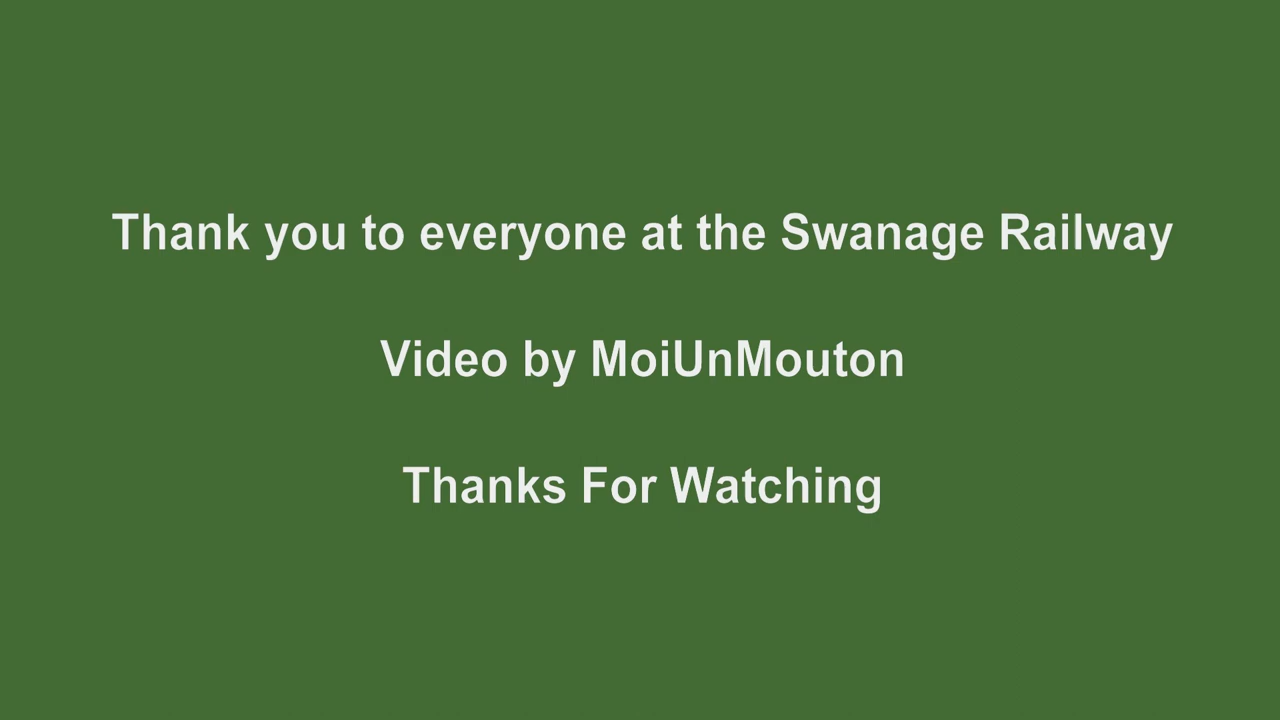 Thank you to everyone at the Swanage Railway
Video by MoiUnMouton
Thanks For Watching